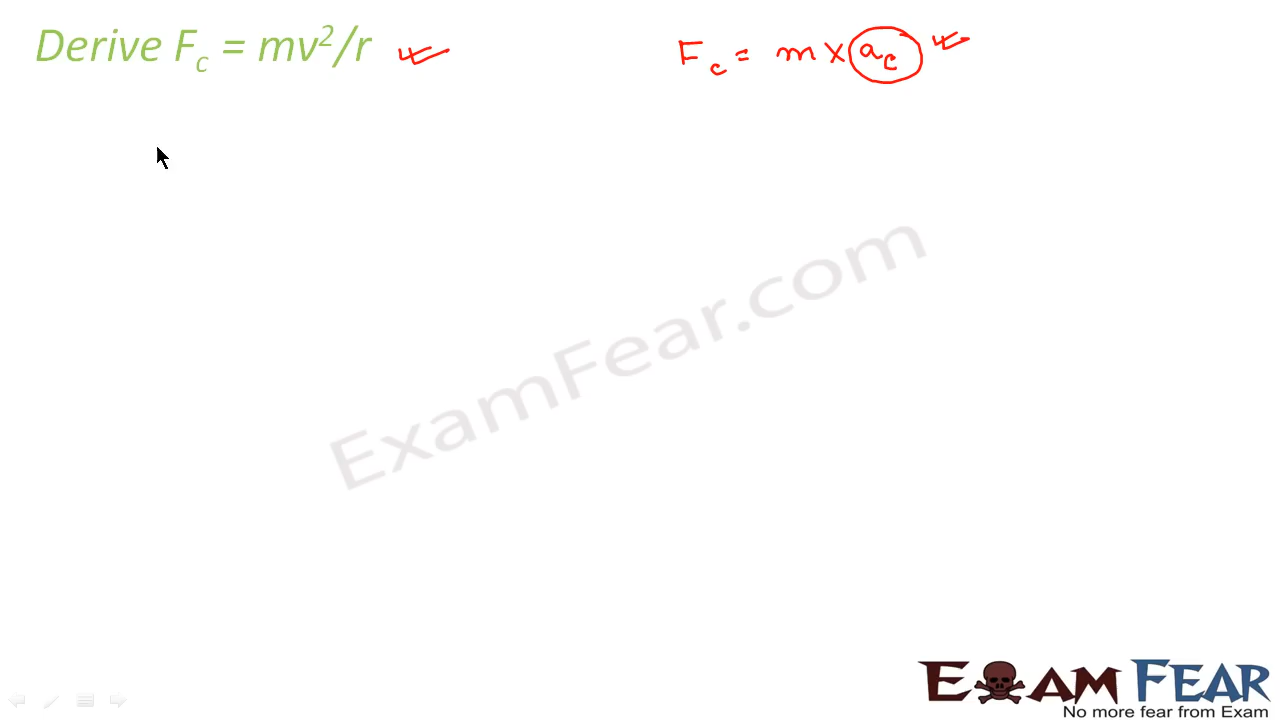 Derive Fc = mv²/r
Fc = m × ac
ExamFear.com
EXAM FEAR
No more fear from Exam